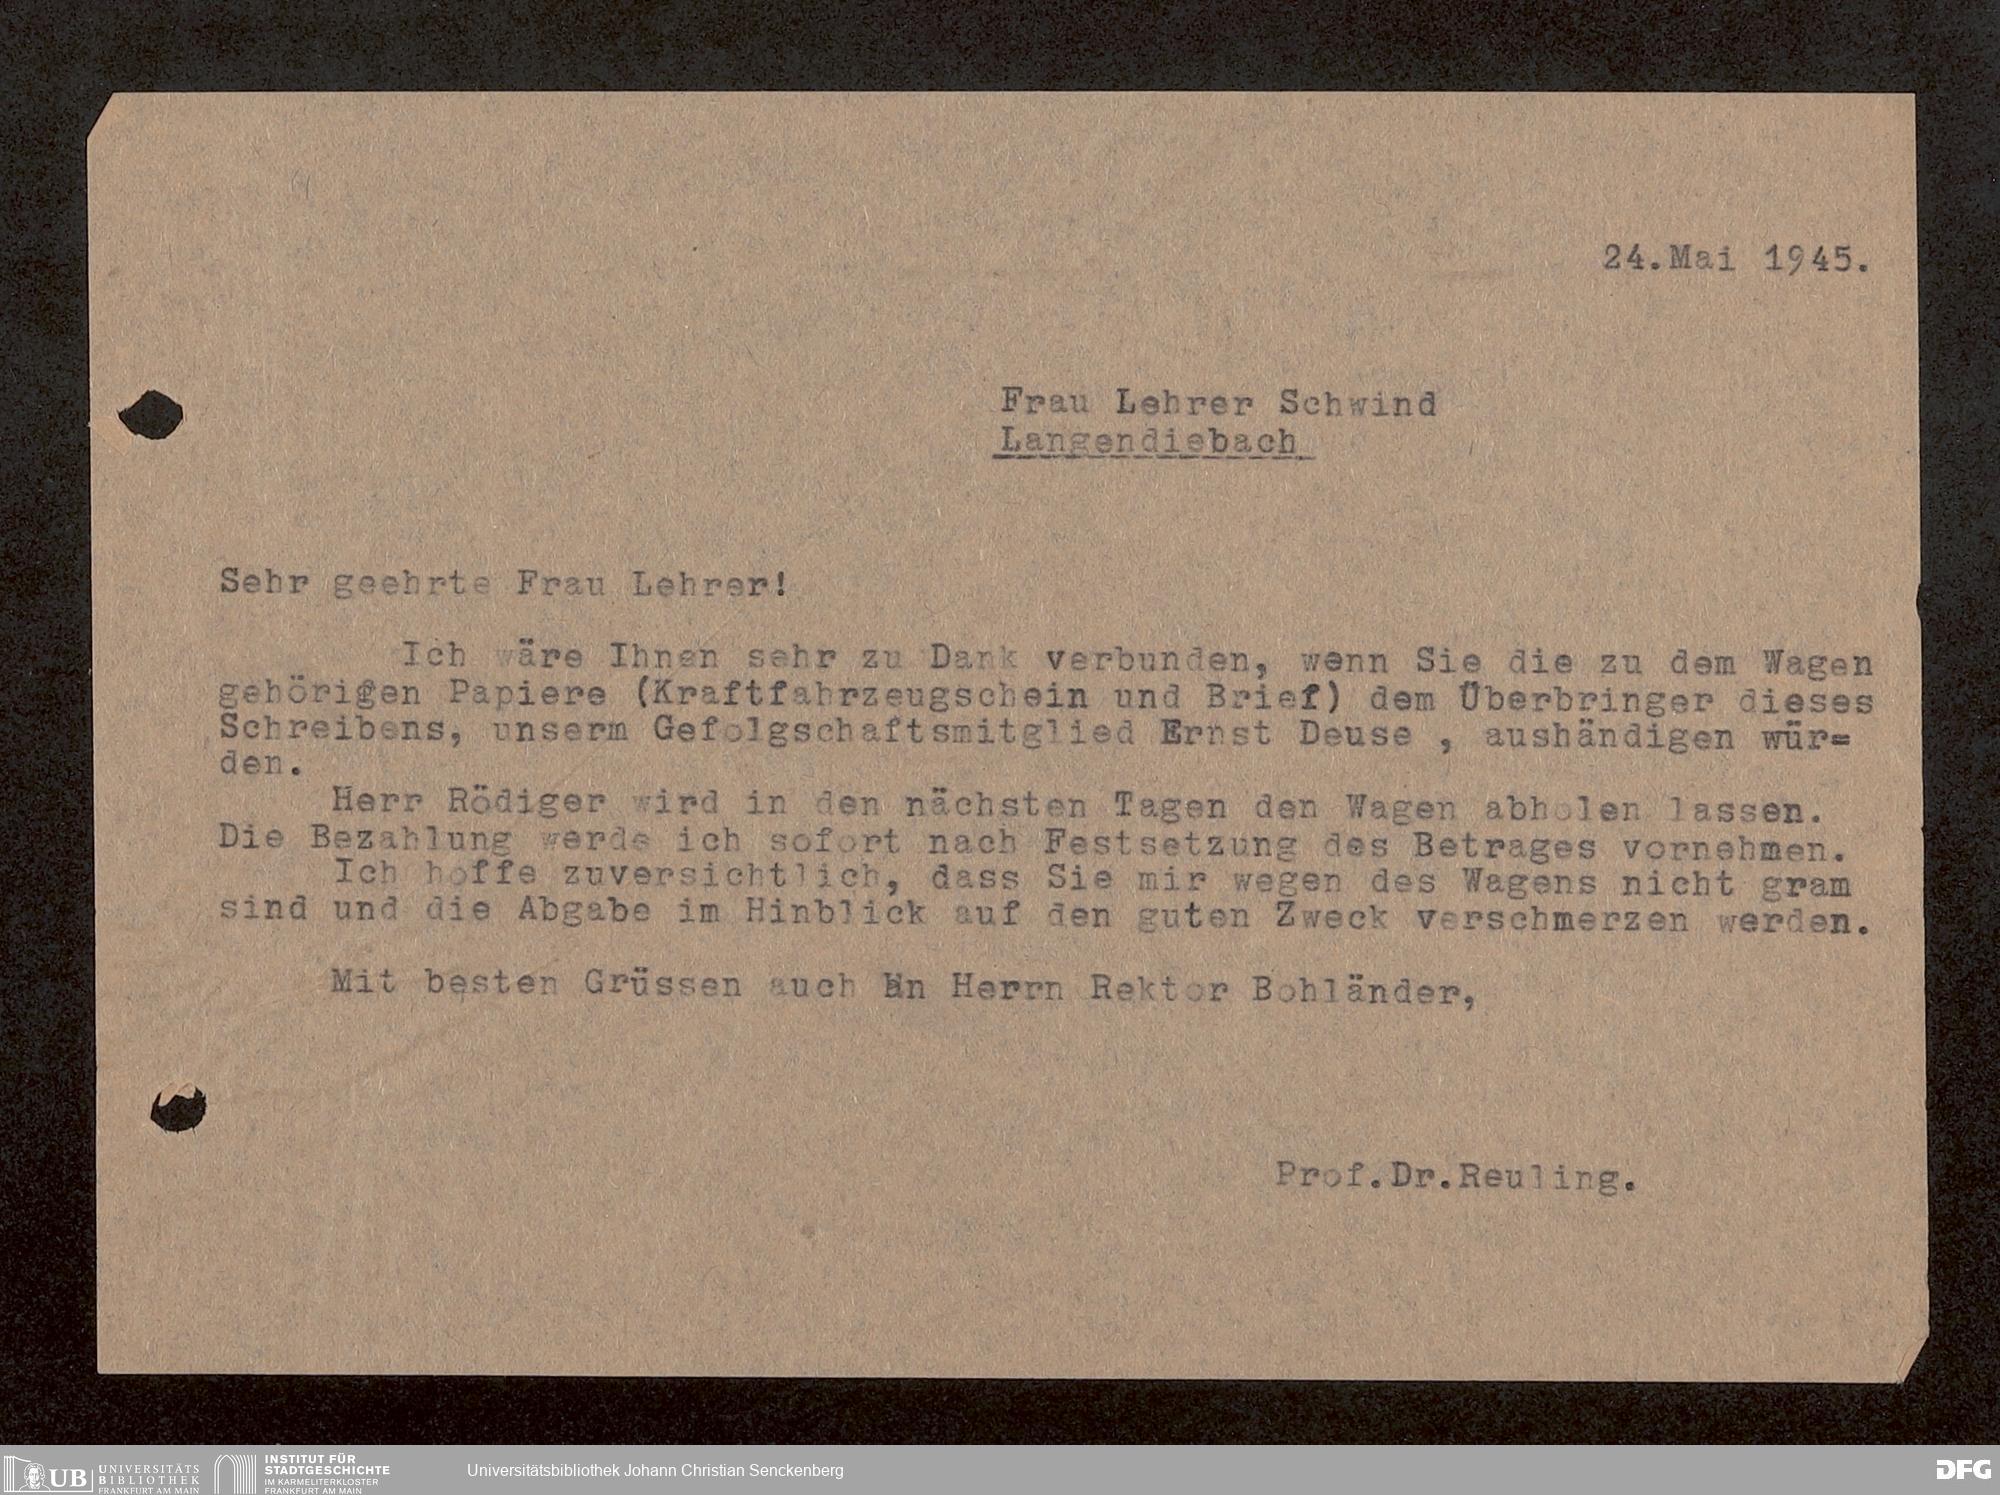 24.Mai 1945.
Frau Lehrer Schwind
Langendiebach
Sehr geehrte Frau Lehrer!
Ich wäre Ihnen sehr zu Dank verbunden, wenn Sie die zu dem Wagen
gehörigen Papiere (Kraftfahrzeugschein und Brief) dem Überbringer dieses
Schreibens, unserm Gefolgschaftsmitglied Ernst Deuse , aushändigen wür=
den.
Herr Rödiger wird in den nächsten Tagen den Wagen abholen lassen.
Die Bezahlung werde ich sofort nach Festsetzung des Betrages vornehmen.
Ich hoffe zuversichtlich, dass Sie mir wegen des Wagens nicht gram
sind und die Abgabe im Hinblick auf den guten Zweck verschmerzen werden.
Mit besten Grüssen auch an Herrn Rektor Bohländer,
Prof.Dr.Reuling.
UB UNIVERSITÄTS
BIBLIOTHEK
FRANKFURT AM MAIN
INSTITUT FÜR
STADTGESCHICHTE
IM KARMELITERKLOSTER
FRANKFURT AM MAIN
Universitätsbibliothek Johann Christian Senckenberg
DFG